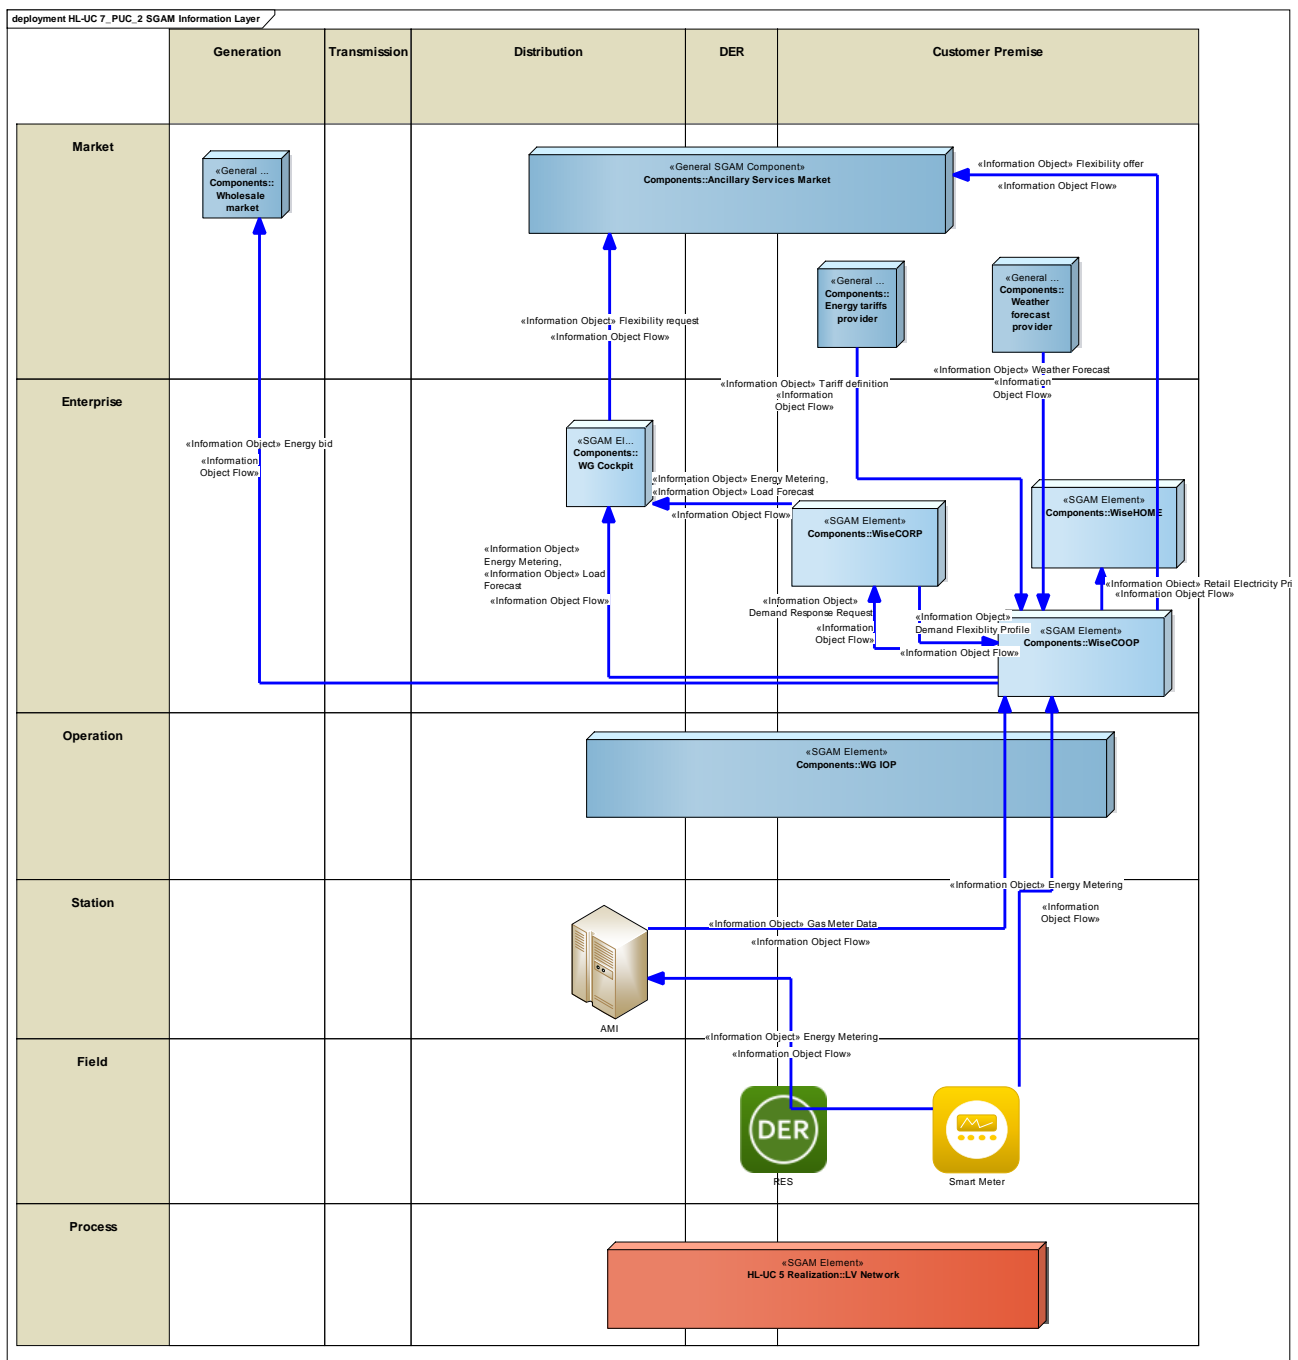 deployment HL-UC 7_PUC_2 SGAM Information Layer
Generation
Transmission
Distribution
DER
Customer Premise
Market
«General ...
Components::
Wholesale
market
«General SGAM Component»
Components::Ancillary Services Market
«Information Object» Flexibility offer
«Information Object Flow»
«General ...
Components::
Energy tariffs
provider
«General ...
Components::
Weather
forecast
provider
«Information Object» Flexibility request
«Information Object Flow»
«Information Object» Weather Forecast
«Information
Object Flow»
«Information Object» Tariff definition
«Information
Object Flow»
Enterprise
«Information Object» Energy bid
«Information
Object Flow»
«SGAM El...
Components::
WG Cockpit
«Information Object» Energy Metering,
«Information Object» Load Forecast
«Information Object Flow»
«SGAM Element»
Components::WiseCORP
«SGAM Element»
Components::WiseHOME
«Information Object»
Energy Metering,
«Information Object» Load
Forecast
«Information Object Flow»
«Information Object» Retail Electricity Pri
«Information Object Flow»
«Information Object»
Demand Response Request
«Information
Object Flow»
«Information Object»
Demand Flexiblity Profile
«Information Object Flow»
«SGAM Element»
Components::WiseCOOP
Operation
«SGAM Element»
Components::WG IOP
Station
«Information Object» Energy Metering
«Information
Object Flow»
«Information Object» Gas Meter Data
«Information Object Flow»
AMI
«Information Object» Energy Metering
«Information Object Flow»
Field
DER
RES
Smart Meter
Process
«SGAM Element»
HL-UC 5 Realization::LV Network